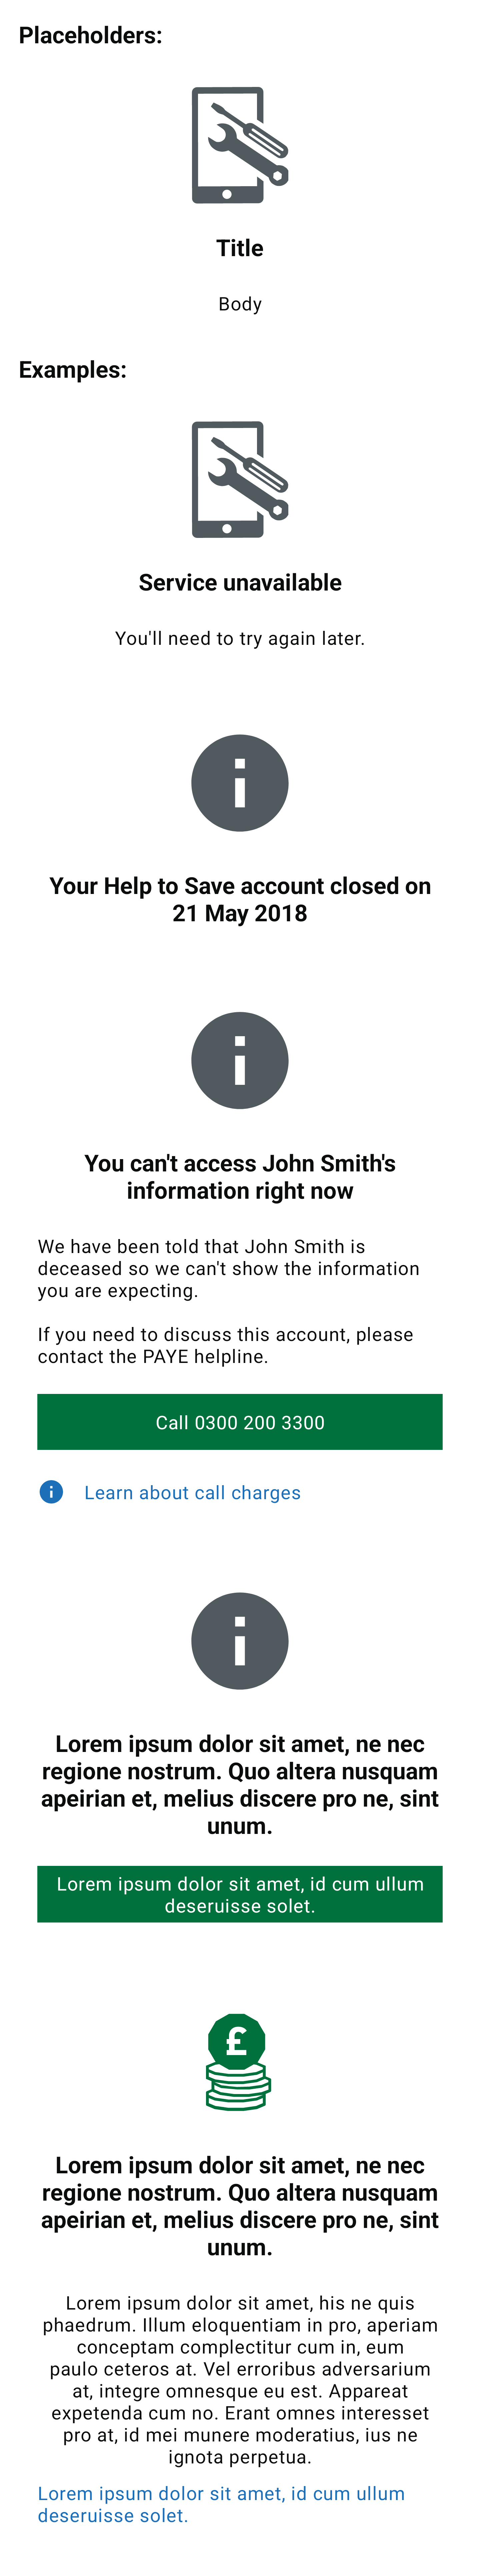 Placeholders:
Title
Body
Examples:
Service unavailable
You'll need to try again later.
Your Help to Save account closed on
21 May 2018
You can't access John Smith's
information right now
We have been told that John Smith is
deceased so we can't show the information
you are expecting.
If you need to discuss this account, please
contact the PAYE helpline.
Call 0300 200 3300
Learn about call charges
Lorem ipsum dolor sit amet, ne nec
regione nostrum. Quo altera nusquam
apeirian et, melius discere pro ne, sint
unum.
Lorem ipsum dolor sit amet, id cum ullum
deseruisse solet.
£
Lorem ipsum dolor sit amet, ne nec
regione nostrum. Quo altera nusquam
apeirian et, melius discere pro ne, sint
unum.
Lorem ipsum dolor sit amet, his ne quis
phaedrum. Illum eloquentiam in pro, aperiam
conceptam complectitur cum in, eum
paulo ceteros at. Vel erroribus adversarium
at, integre omnesque eu est. Appareat
expetenda cum no. Erant omnes interesset
pro at, id mei munere moderatius, ius ne
ignota perpetua.
Lorem ipsum dolor sit amet, id cum ullum
deseruisse solet.